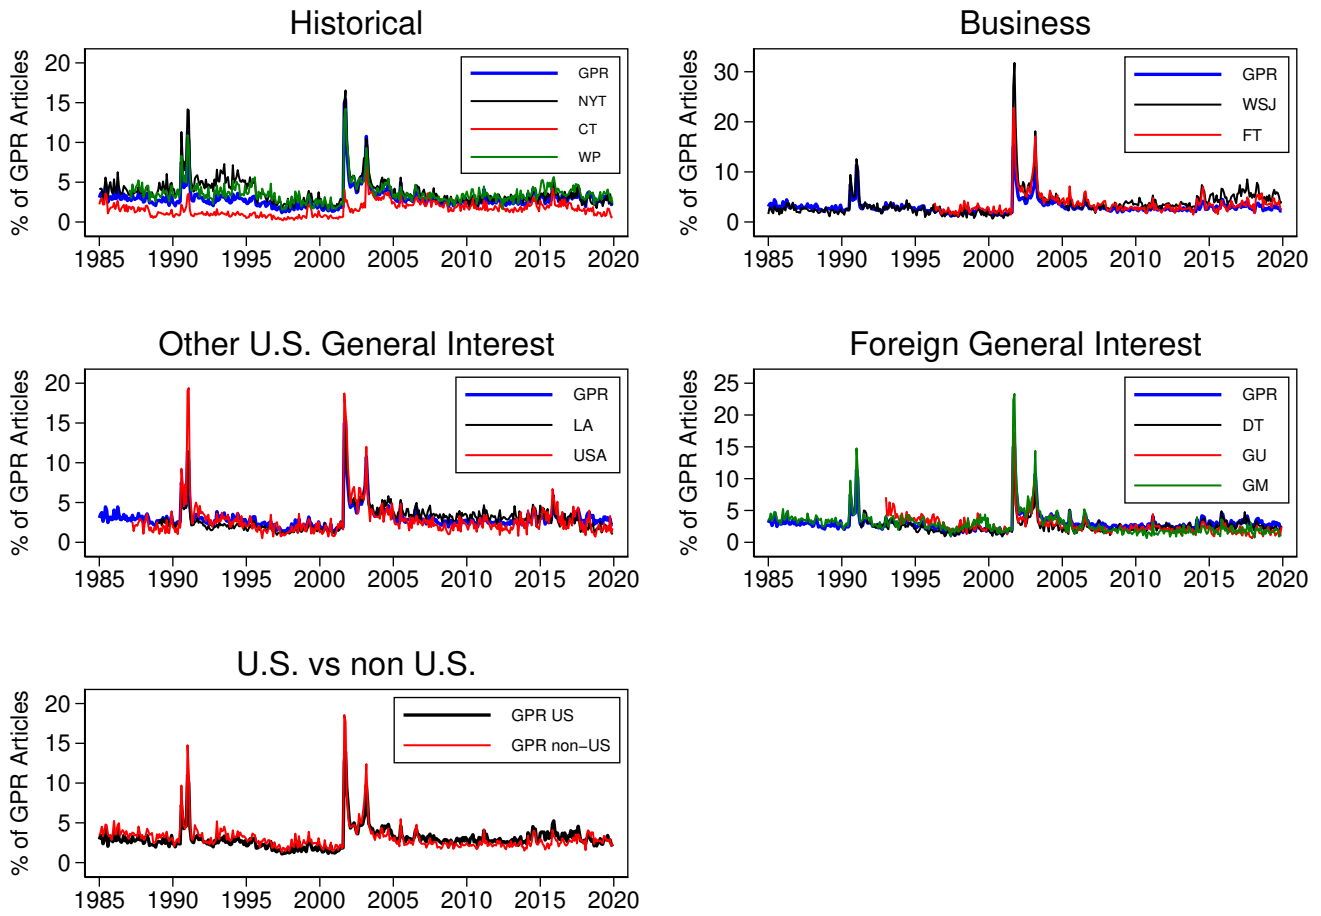 Historical
% of GPR Articles
20
15
10
5
0
GPR
NYT
CT
WP
1985 1990 1995 2000 2005 2010 2015 2020
Business
% of GPR Articles
30
20
10
0
GPR
WSJ
FT
1985 1990 1995 2000 2005 2010 2015 2020
Other U.S. General Interest
% of GPR Articles
20
15
10
5
0
GPR
LA
USA
1985 1990 1995 2000 2005 2010 2015 2020
Foreign General Interest
% of GPR Articles
25
20
15
10
5
0
GPR
DT
GU
GM
1985 1990 1995 2000 2005 2010 2015 2020
U.S. vs non U.S.
% of GPR Articles
20
15
10
5
0
GPR US
GPR non−US
1985 1990 1995 2000 2005 2010 2015 2020